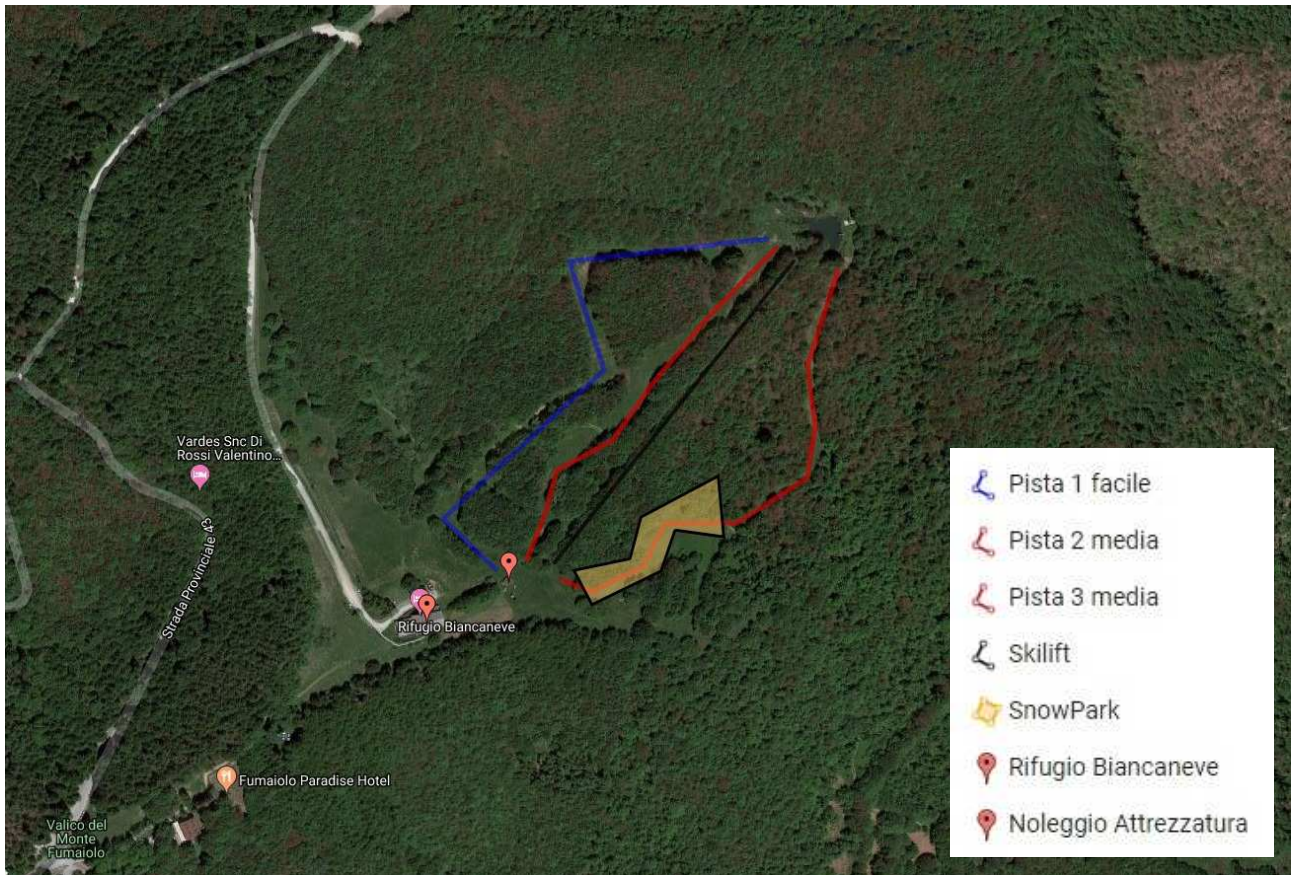 Vardes Snc Di
Rossi Valentino...
Strada Provinciale 43
Rifugio Biancaneve
Fumaiolo Paradise Hotel
Valico del
Monte
Fumaiolo
Pista 1 facile
Pista 2 media
Pista 3 media
Skilift
SnowPark
Rifugio Biancaneve
Noleggio Attrezzatura